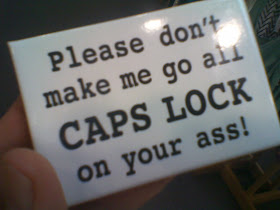 Please don't
make me go all
CAPS LOCK
on your ass!